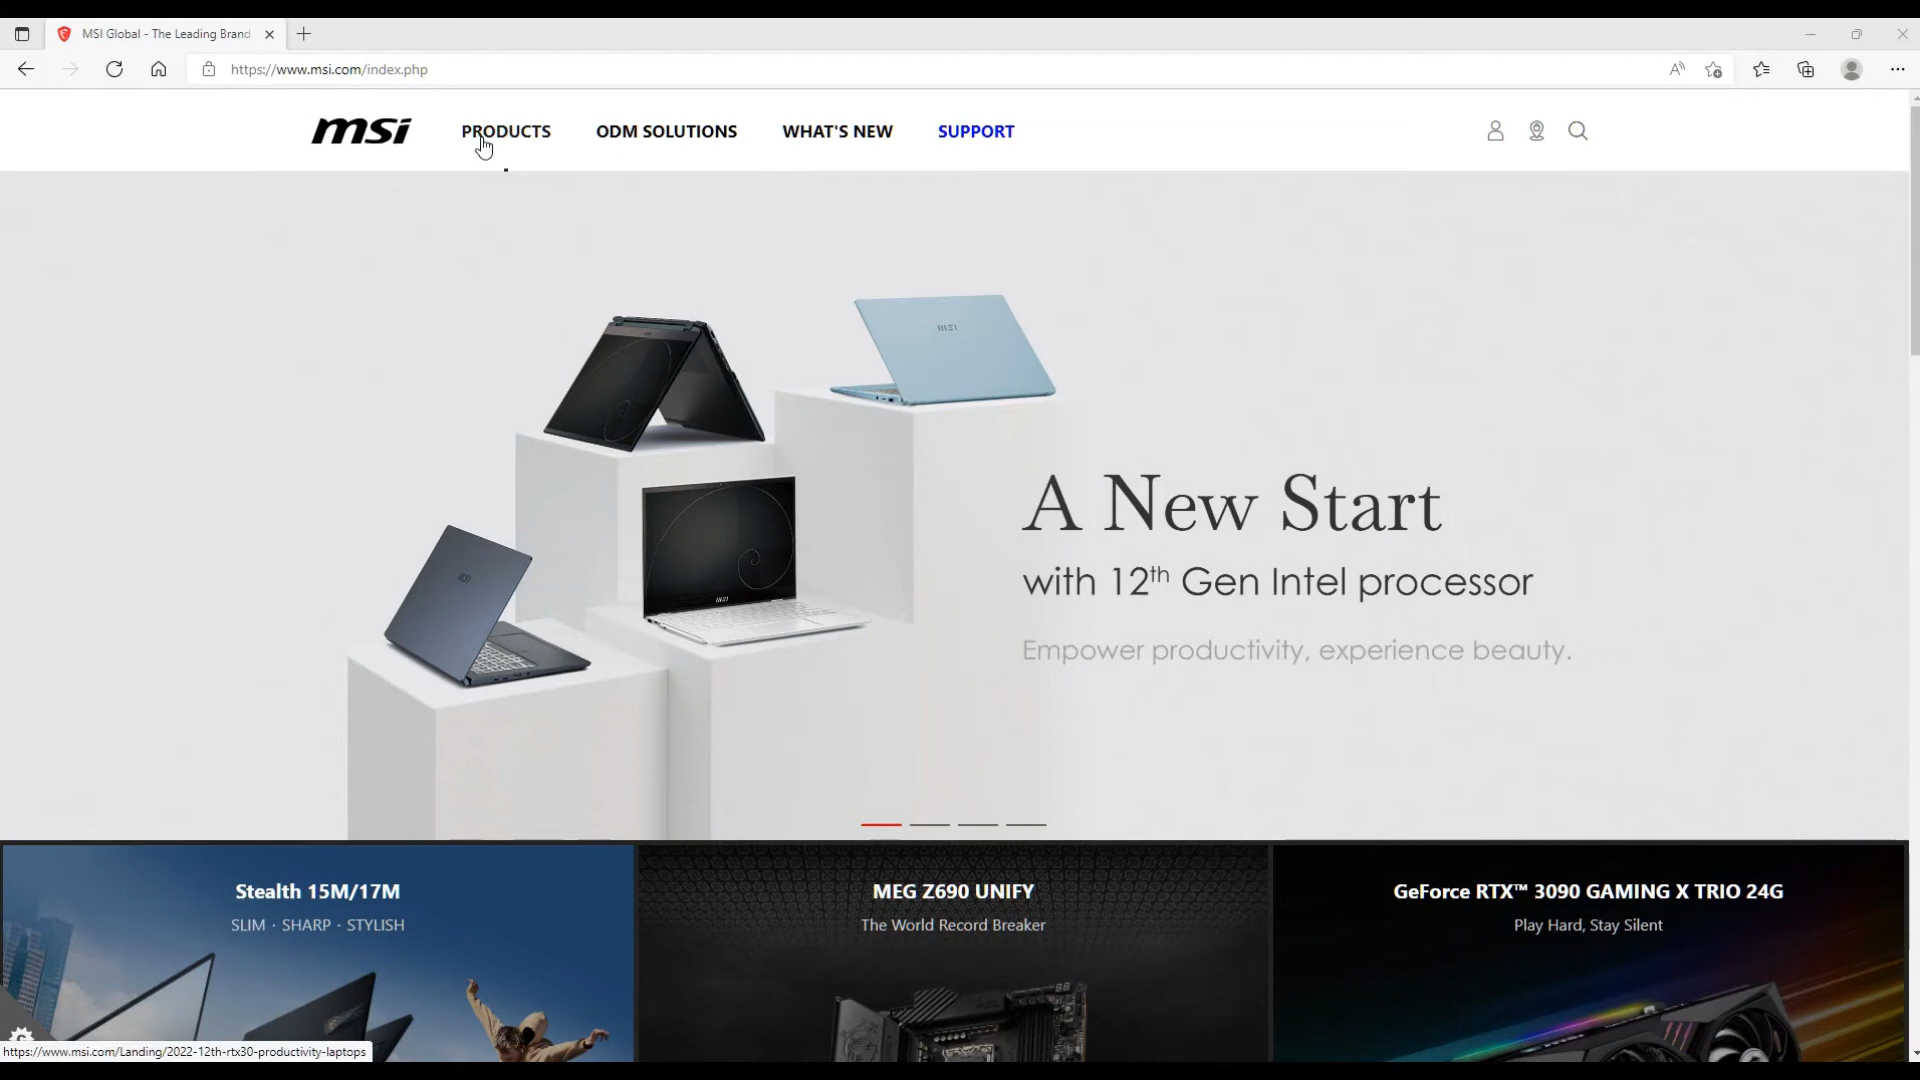 MSI Global - The Leading Brand
https://www.msi.com/index.php
msi
PRODUCTS
ODM SOLUTIONS
WHAT'S NEW
SUPPORT
msi
msi
msi
A New Start
with 12th Gen Intel processor
Empower productivity, experience beauty.
Stealth 15M/17M
SLIM · SHARP · STYLISH
MEG Z690 UNIFY
The World Record Breaker
GeForce RTX™ 3090 GAMING X TRIO 24G
Play Hard, Stay Silent
https://www.msi.com/Landing/2022-12th-rtx30-productivity-laptops